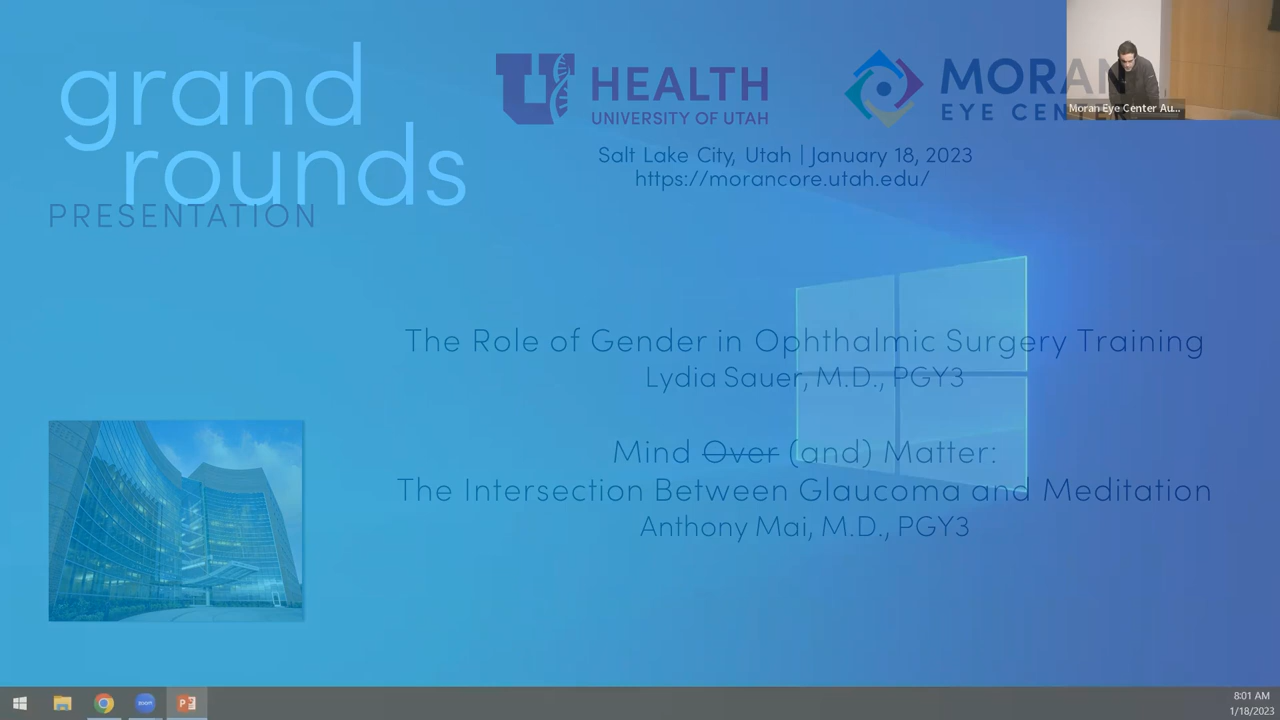 grand
rounds
PRESENTATION
U HEALTH
UNIVERSITY OF UTAH
MORAN
EYE CENTER
Salt Lake City, Utah | January 18, 2023
https://morancore.utah.edu/
Moran Eye Center Au...
The Role of Gender in Ophthalmic Surgery Training
Lydia Sauer, M.D., PGY3
Mind Over (and) Matter:
The Intersection Between Glaucoma and Meditation
Anthony Mai, M.D., PGY3
zoom
P
8:01 AM
1/18/2023